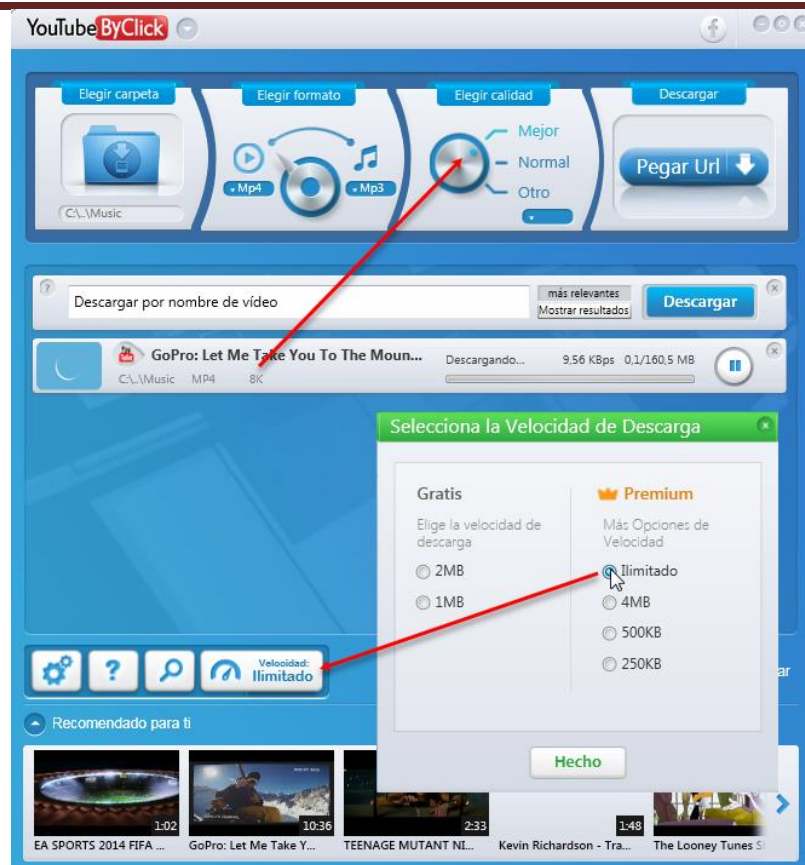 YouTube ByClick
Elegir carpeta
Elegir formato
Elegir calidad
Descargar
Mejor
Normal
Otro
Mp4
Mp3
Pegar Url
C:\..\Music
Descargar por nombre de vídeo
más relevantes
Mostrar resultados
Descargar
GoPro: Let Me Take You To The Moun...
Descargando...
9,56 KBps
0,1/160,5 MB
C:\..\Music
MP4
8K
Selecciona la Velocidad de Descarga
Gratis
Premium
Elige la velocidad de
descarga
Más Opciones de
Velocidad
2MB
Ilimitado
1MB
4MB
500KB
250KB
Hecho
?
Velocidad:
Ilimitado
ar
Recomendado para ti
1:02
10:36
2:33
1:48
EA SPORTS 2014 FIFA ...
GoPro: Let Me Take Y...
TEENAGE MUTANT NI...
Kevin Richardson - Tra...
The Looney Tunes S